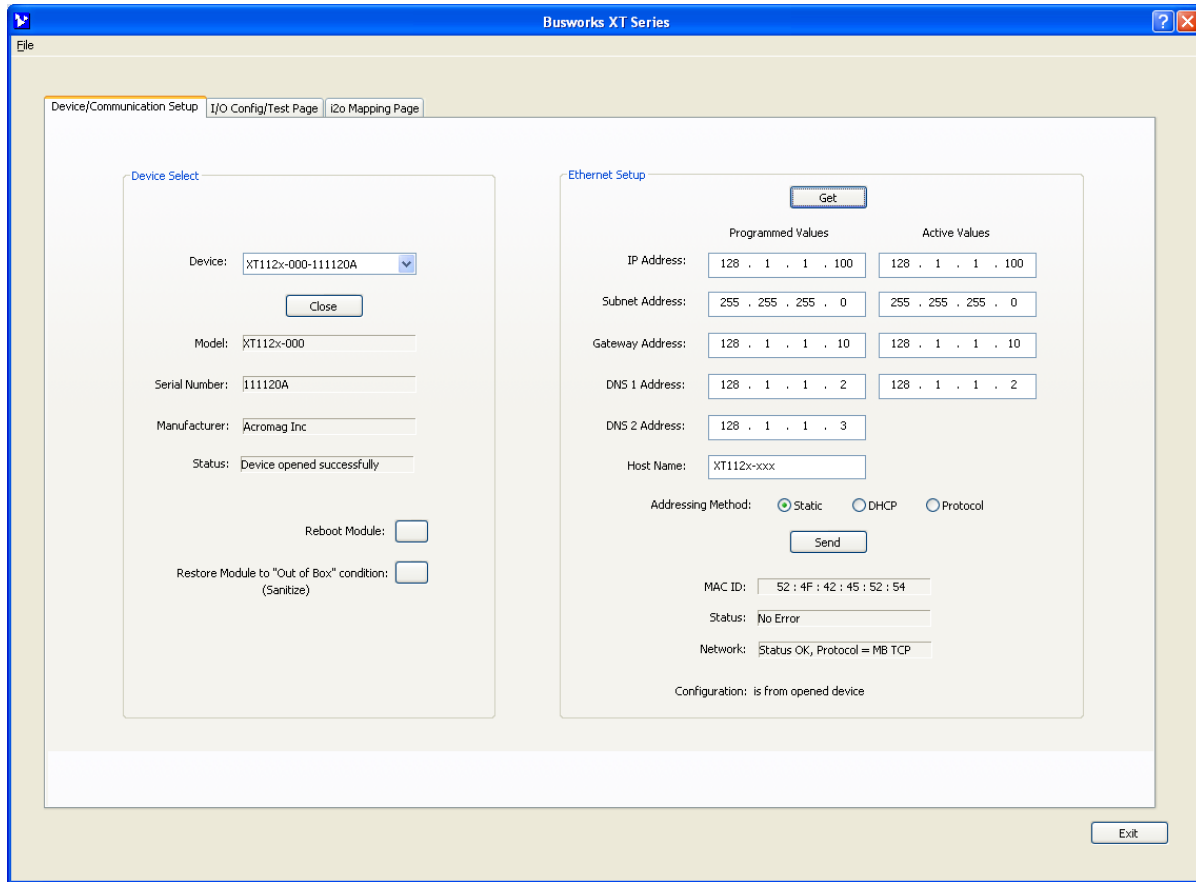 Busworks XT Series
File
Device/Communication Setup I/O Config/Test Page i2o Mapping Page
Device Select
Device: XT112x-000-111120A
Close
Model: XT112x-000
Serial Number: 111120A
Manufacturer: Acromag Inc
Status: Device opened successfully
Reboot Module:
Restore Module to "Out of Box" condition:
(Sanitize)
Ethernet Setup
Get
Programmed Values Active Values
IP Address: 128 . 1 . 1 . 100 128 . 1 . 1 . 100
Subnet Address: 255 . 255 . 255 . 0 255 . 255 . 255 . 0
Gateway Address: 128 . 1 . 1 . 10 128 . 1 . 1 . 10
DNS 1 Address: 128 . 1 . 1 . 2 128 . 1 . 1 . 2
DNS 2 Address: 128 . 1 . 1 . 3
Host Name: XT112x-xxx
Addressing Method: Static DHCP Protocol
Send
MAC ID: 52 : 4F : 42 : 45 : 52 : 54
Status: No Error
Network: Status OK, Protocol = MB TCP
Configuration: is from opened device
Exit